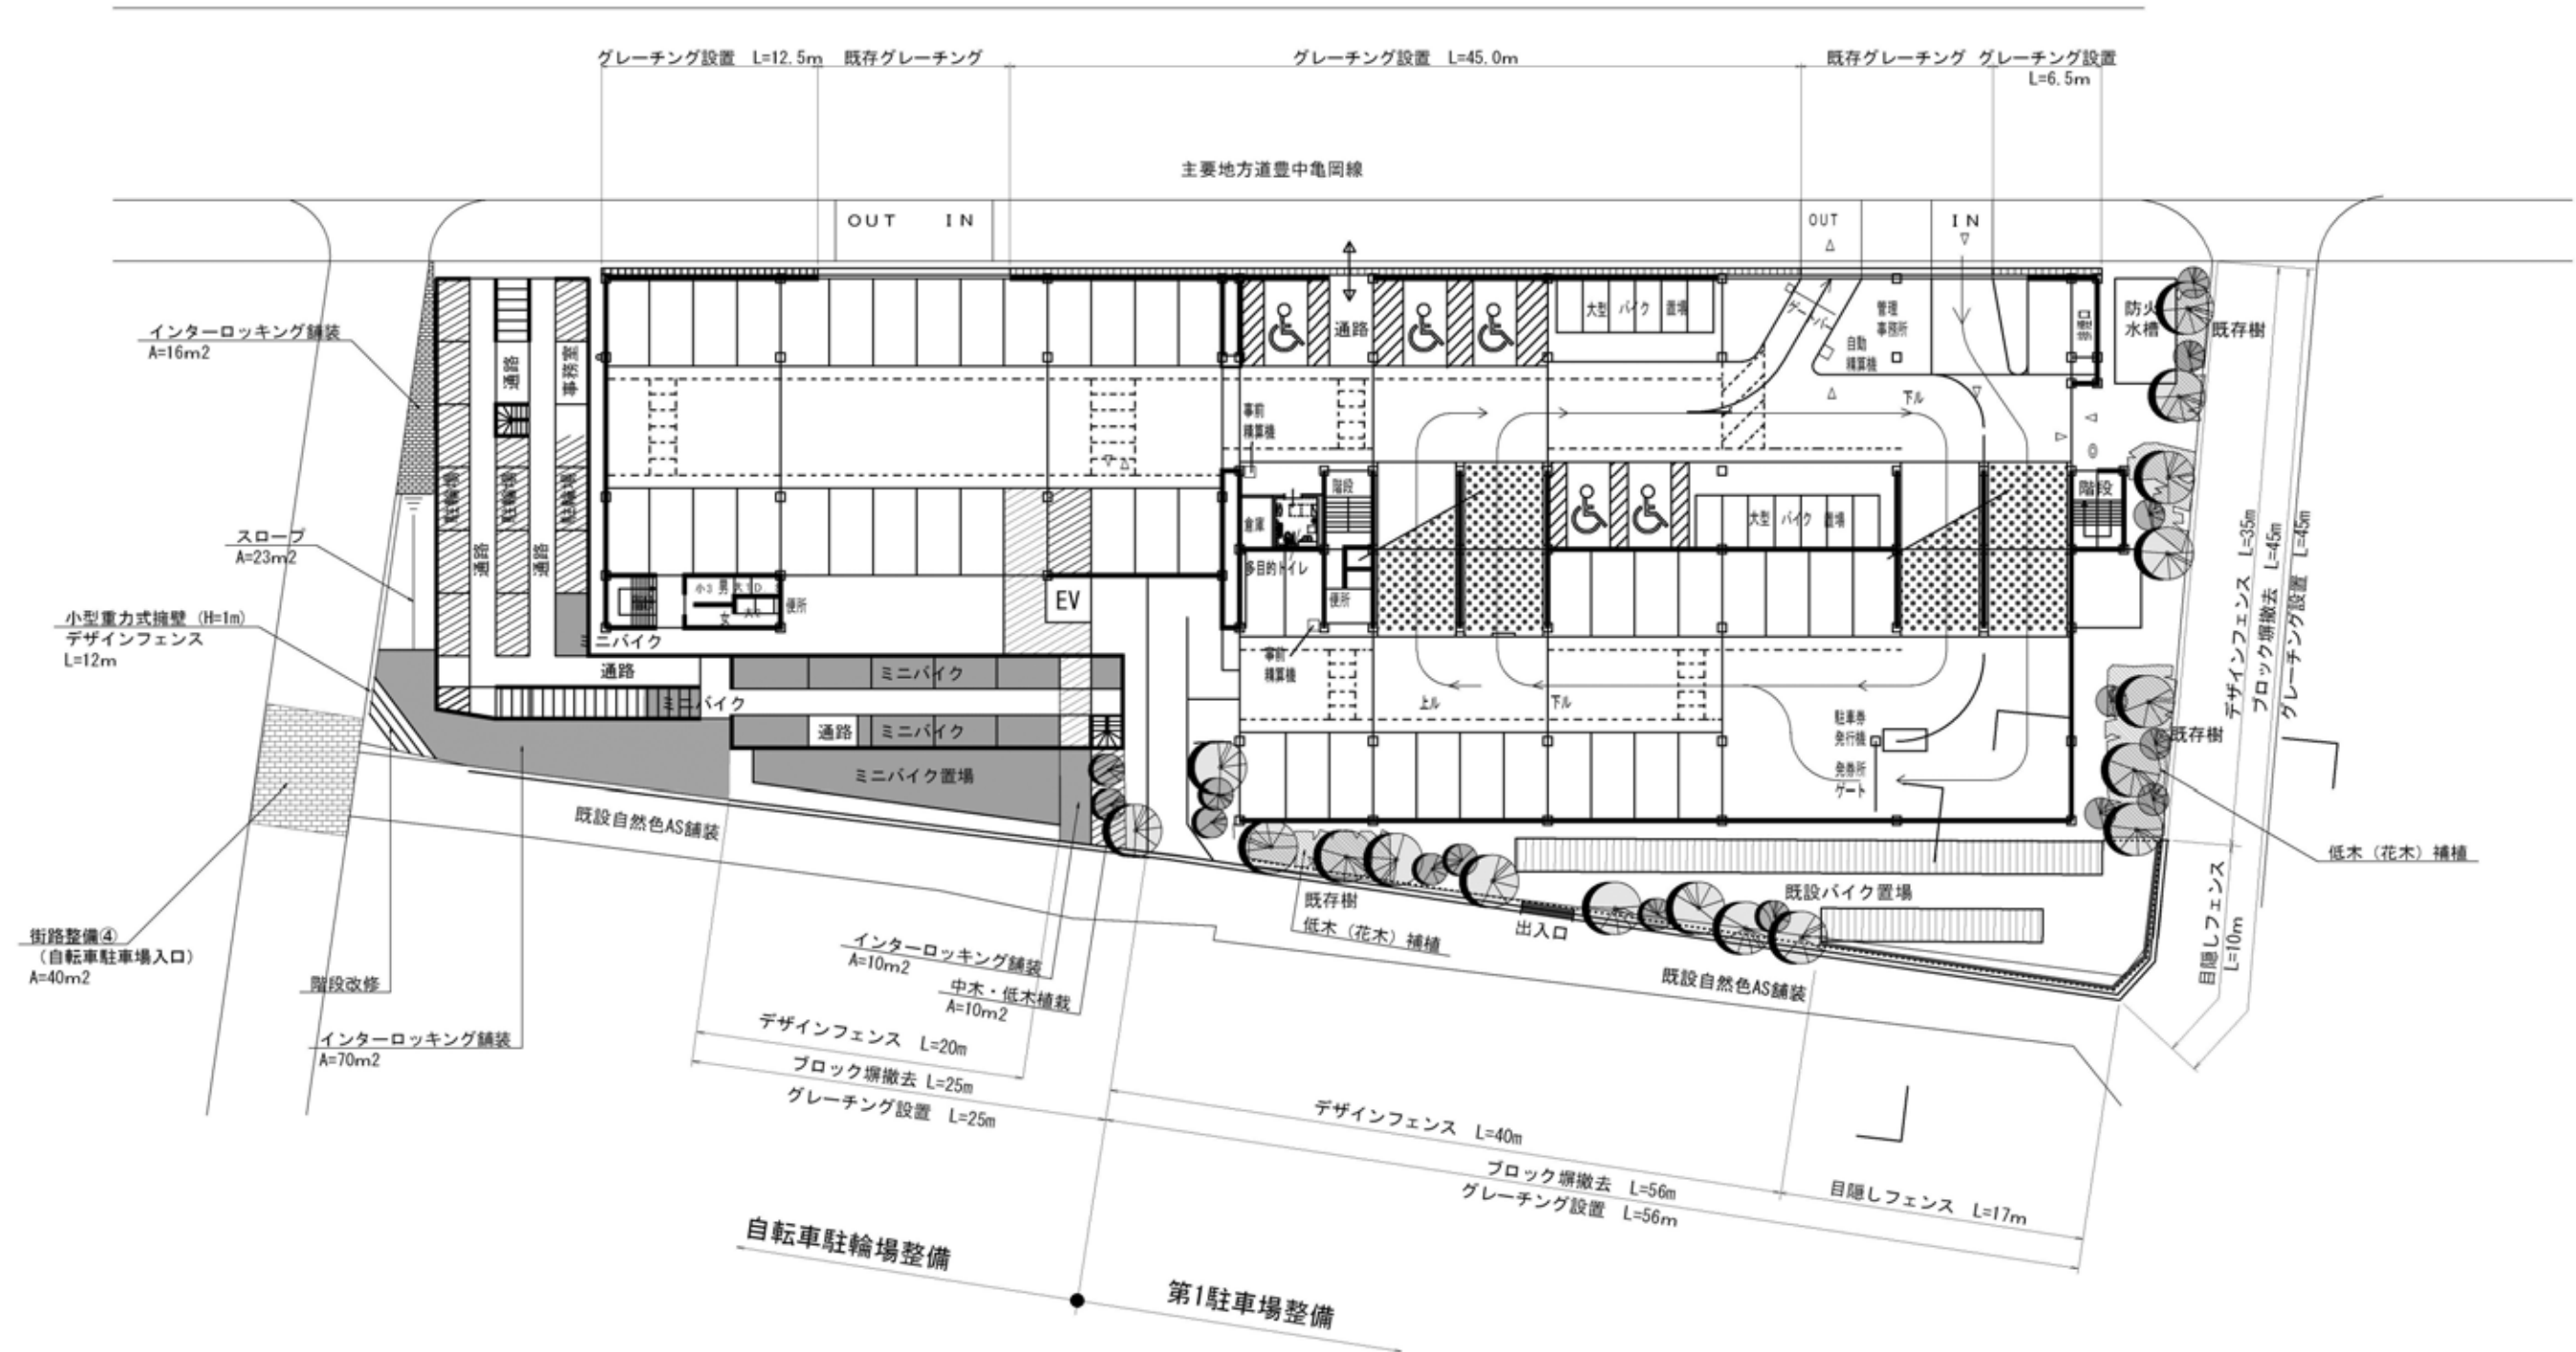 グレーチング設置 L=12.5m
既存グレーチング
グレーチング設置 L=45.0m
既存グレーチング
グレーチング設置
L=6.5m
主要地方道豊中亀岡線
OUT IN
OUT
IN
インターロッキング舗装
A=16m2
通路
事務室
駐輪場
駐輪場
駐輪場
通路
通路
スロープ
A=23m2
小型重力式擁壁 (H=1m)
デザインフェンス
L=12m
通路
大型 バイク 置場
ゲートバー
管理
事務所
自動
精算機
防火
水槽
既存樹
下ル
事前
精算機
階段
倉庫
多目的トイレ
便所
大型 バイク 置場
階段
小3 男
女
便所
EV
ミニバイク
通路
ミニバイク
ミニバイク
通路
ミニバイク
ミニバイク置場
事前
精算機
上ル
下ル
駐車券
発行機
発券所
ゲート
デザインフェンス L=35m
ブロック塀撤去 L=45m
グレーチング設置 L=45m
既存樹
低木（花木）補植
目隠しフェンス
L=10m
既設自然色AS舗装
既設バイク置場
既存樹
低木（花木）補植
出入口
既設自然色AS舗装
街路整備④
（自転車駐車場入口）
A=40m2
階段改修
インターロッキング舗装
A=70m2
インターロッキング舗装
A=10m2
中木・低木植栽
A=10m2
デザインフェンス L=20m
ブロック塀撤去 L=25m
グレーチング設置 L=25m
デザインフェンス L=40m
ブロック塀撤去 L=56m
グレーチング設置 L=56m
目隠しフェンス L=17m
自転車駐輪場整備
第1駐車場整備